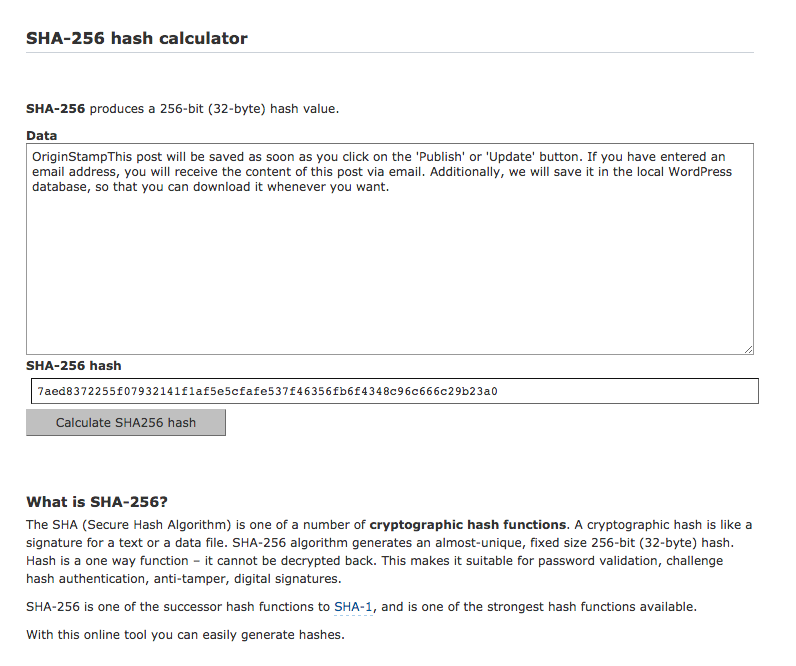 SHA-256 hash calculator
SHA-256 produces a 256-bit (32-byte) hash value.
Data
OriginStampThis post will be saved as soon as you click on the 'Publish' or 'Update' button. If you have entered an
email address, you will receive the content of this post via email. Additionally, we will save it in the local WordPress
database, so that you can download it whenever you want.
SHA-256 hash
7aed8372255f07932141f1af5e5cfafe537f46356fb6f4348c96c666c29b23a0
Calculate SHA256 hash
What is SHA-256?
The SHA (Secure Hash Algorithm) is one of a number of cryptographic hash functions. A cryptographic hash is like a
signature for a text or a data file. SHA-256 algorithm generates an almost-unique, fixed size 256-bit (32-byte) hash.
Hash is a one way function – it cannot be decrypted back. This makes it suitable for password validation, challenge
hash authentication, anti-tamper, digital signatures.
SHA-256 is one of the successor hash functions to SHA-1, and is one of the strongest hash functions available.
With this online tool you can easily generate hashes.